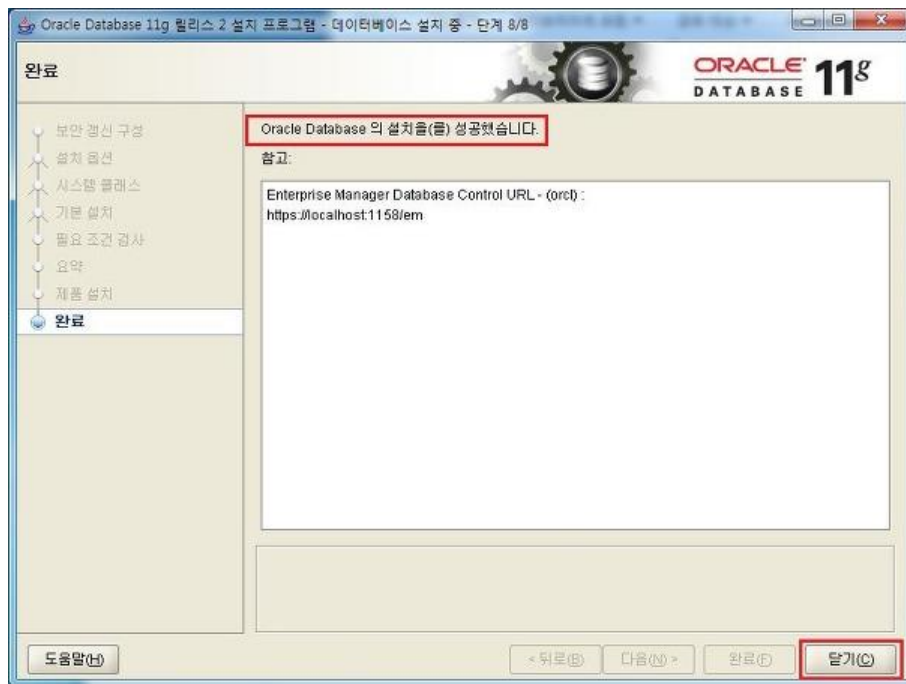 Oracle Database 11g 릴리스 2 설치 프로그램 - 데이터베이스 설치 중 - 단계 8/8
완료
ORACLE
DATABASE
11g
보안 갱신 구성
설치 옵션
시스템 클래스
기본 설치
필요 조건 검사
요약
제품 설치
완료
Oracle Database 의 설치을(를) 성공했습니다.
참고:
Enterprise Manager Database Control URL - (orcl) :
https://localhost:1158/em
도움말(H)
< 뒤로(B)
다음(N) >
완료(F)
닫기(C)